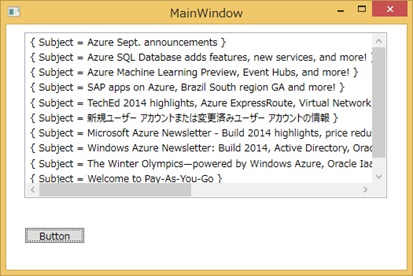 MainWindow
{ Subject = Azure Sept. announcements }
{ Subject = Azure SQL Database adds features, new services, and more! }
{ Subject = Azure Machine Learning Preview, Event Hubs, and more! }
{ Subject = SAP apps on Azure, Brazil South region GA and more! }
{ Subject = TechEd 2014 highlights, Azure ExpressRoute, Virtual Network
{ Subject = 新規ユーザー アカウントまたは変更済みユーザー アカウントの情報 }
{ Subject = Microsoft Azure Newsletter - Build 2014 highlights, price redu
{ Subject = Windows Azure Newsletter: Build 2014, Active Directory, Orac
{ Subject = The Winter Olympics—powered by Windows Azure, Oracle Iaa
{ Subject = Welcome to Pay-As-You-Go }
Button